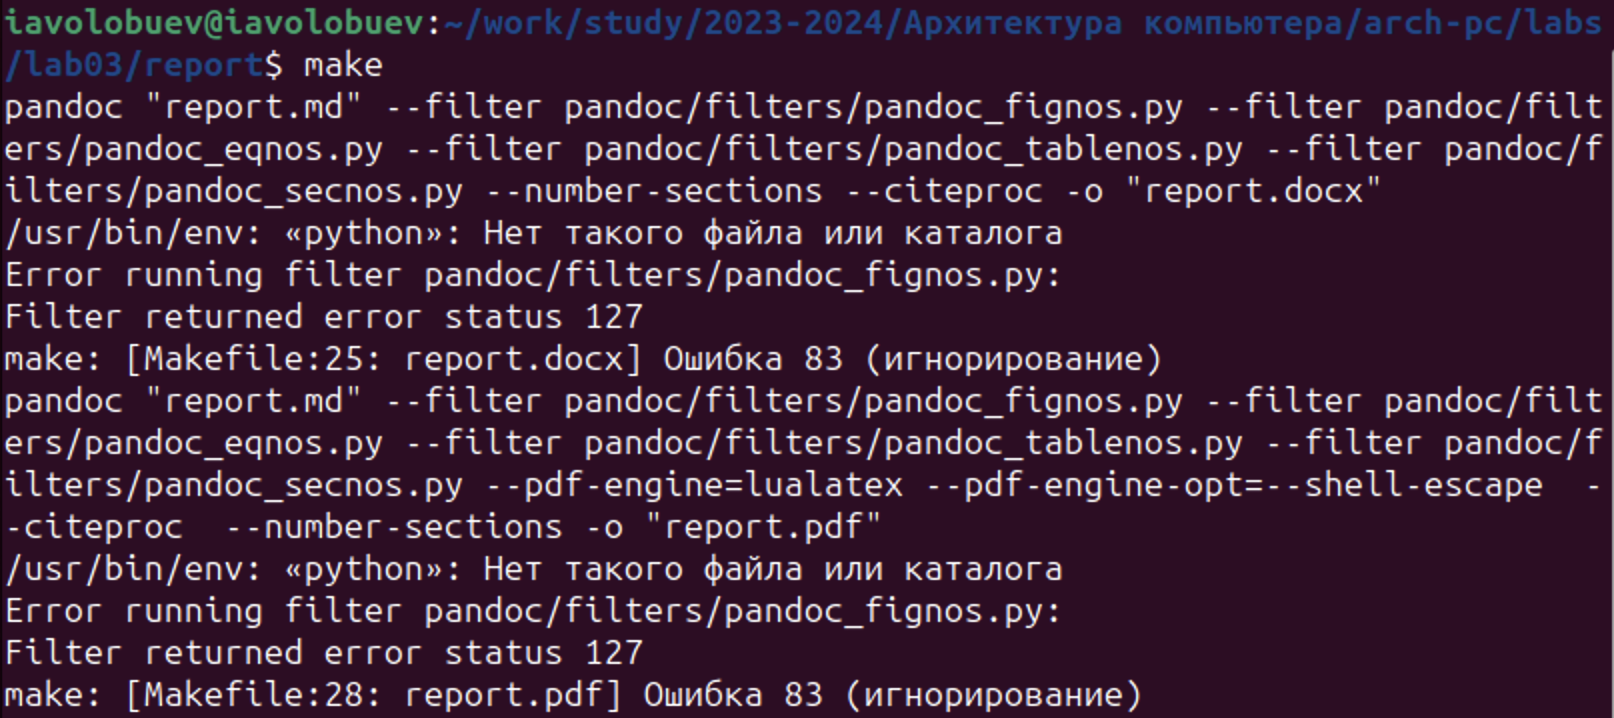 iavolobuev@iavolobuev:~/work/study/2023-2024/Архитектура компьютера/arch-pc/labs
/lab03/report$ make
pandoc "report.md" --filter pandoc/filters/pandoc_fignos.py --filter pandoc/filt
ers/pandoc_eqnos.py --filter pandoc/filters/pandoc_tablenos.py --filter pandoc/f
ilters/pandoc_secnos.py --number-sections --citeproc -o "report.docx"
/usr/bin/env: «python»: Нет такого файла или каталога
Error running filter pandoc/filters/pandoc_fignos.py:
Filter returned error status 127
make: [Makefile:25: report.docx] Ошибка 83 (игнорирование)
pandoc "report.md" --filter pandoc/filters/pandoc_fignos.py --filter pandoc/filt
ers/pandoc_eqnos.py --filter pandoc/filters/pandoc_tablenos.py --filter pandoc/f
ilters/pandoc_secnos.py --pdf-engine=lualatex --pdf-engine-opt=--shell-escape  -
-citeproc  --number-sections -o "report.pdf"
/usr/bin/env: «python»: Нет такого файла или каталога
Error running filter pandoc/filters/pandoc_fignos.py:
Filter returned error status 127
make: [Makefile:28: report.pdf] Ошибка 83 (игнорирование)